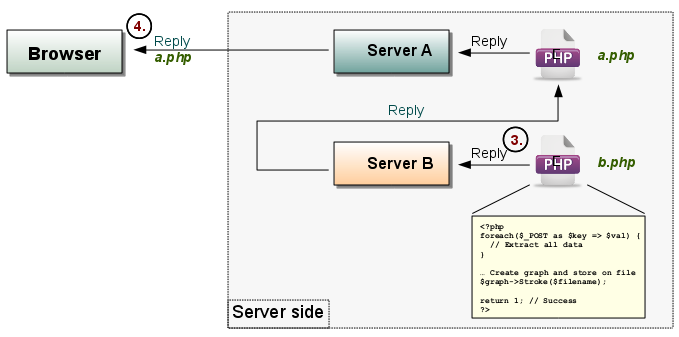 4.
Browser
Reply
a.php
Server A
Reply
PHP
a.php
Reply
Server B
3.
Reply
PHP
b.php
<?php
foreach($_POST as $key => $val) {
// Extract all data
}
… Create graph and store on file
$graph->Stroke($filename);
return 1; // Success
?>
Server side